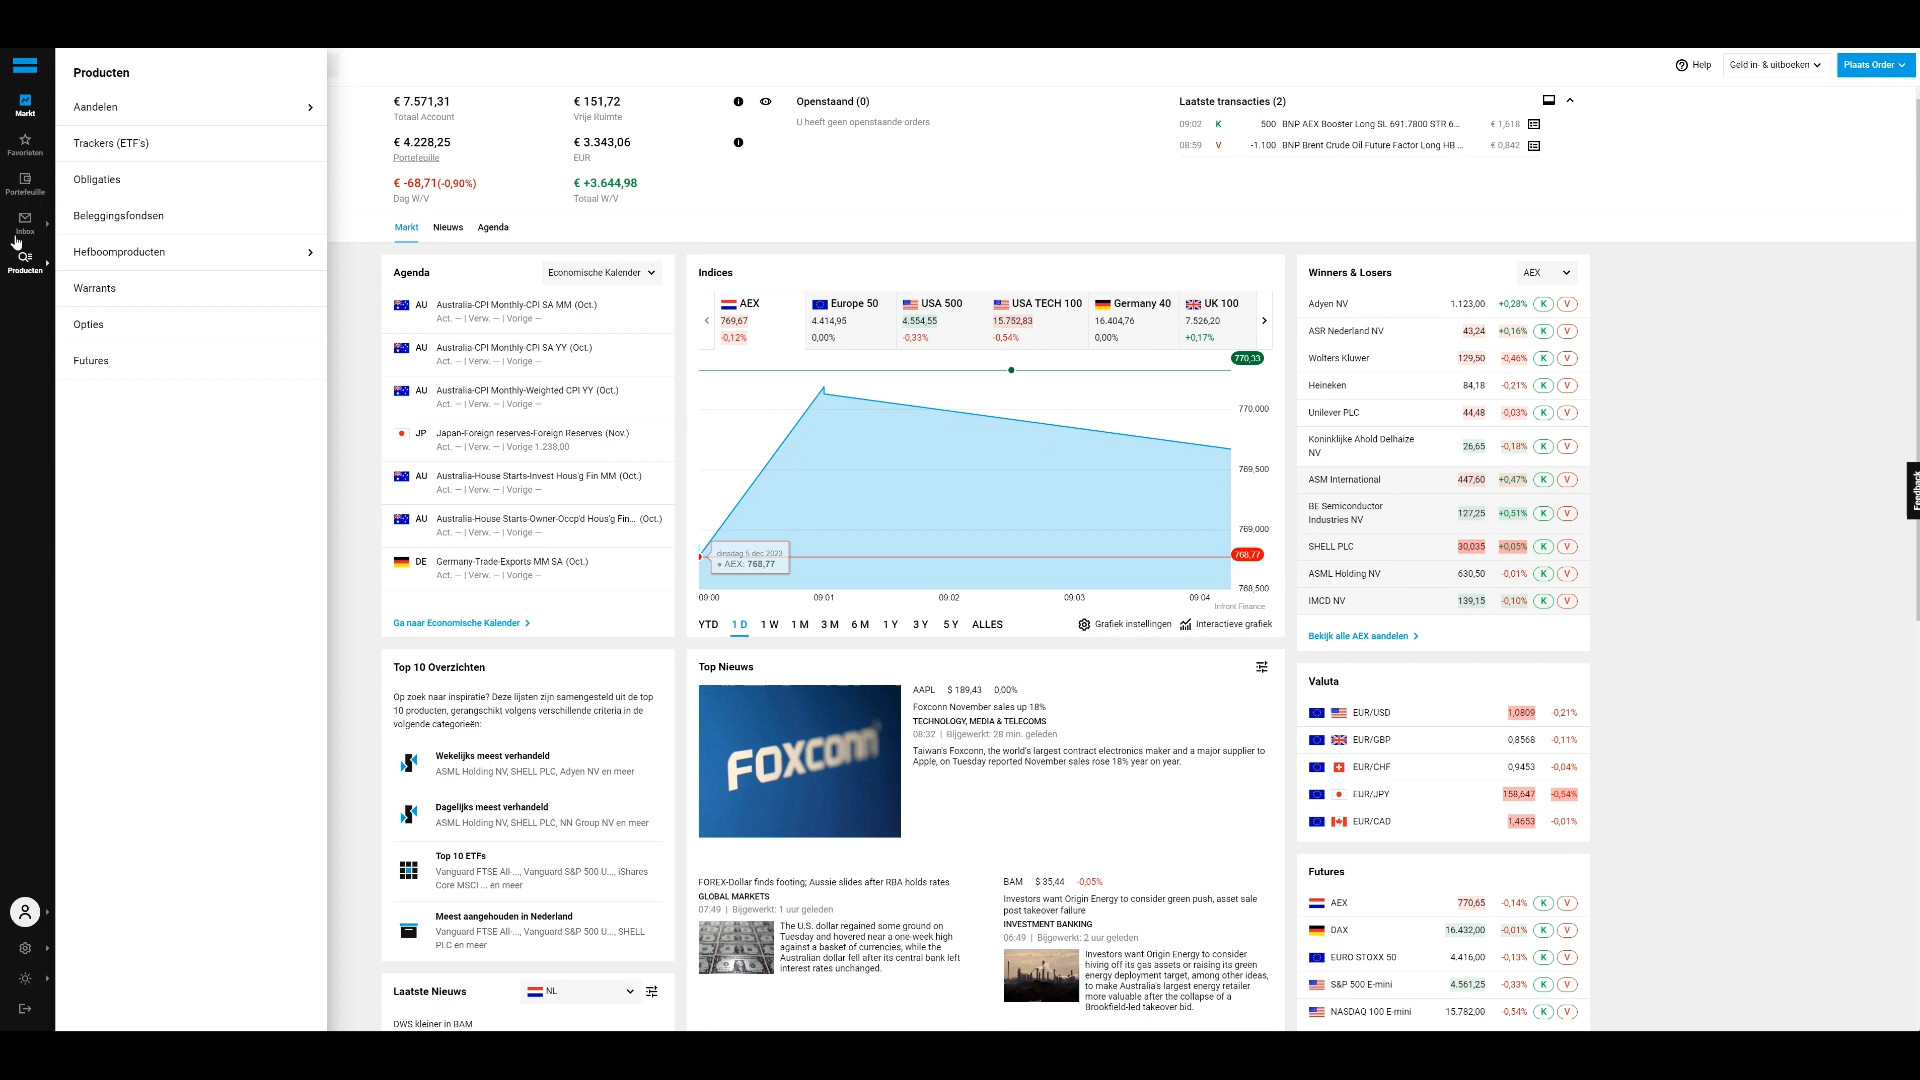 Producten
Aandelen
Trackers (ETF's)
Obligaties
Beleggingsfondsen
Hefboomproducten
Warrants
Opties
Futures
Markt
Favorieten
Portefeuille
Inbox
Producten
Help
Geld in- & uitboeken
Plaats Order
€ 7.571,31
Totaal Account
€ 151,72
Vrije Ruimte
€ 4.228,25
Portefeuille
€ 3.343,06
EUR
€ -68,71(-0,90%)
Dag W/V
€ +3.644,98
Totaal W/V
Openstaand (0)
U heeft geen openstaande orders
Laatste transacties (2)
09:02 K 500 BNP AEX Booster Long SL 691.7800 STR 6... € 1,618
08:59 V -1.100 BNP Brent Crude Oil Future Factor Long HB ... € 0,842
Markt Nieuws Agenda
Agenda
Economische Kalender
AU Australia-CPI Monthly-CPI SA MM (Oct.)
Act. — | Verw. — | Vorige —
AU Australia-CPI Monthly-CPI SA YY (Oct.)
Act. — | Verw. — | Vorige —
AU Australia-CPI Monthly-Weighted CPI YY (Oct.)
Act. — | Verw. — | Vorige —
JP Japan-Foreign reserves-Foreign Reserves (Nov.)
Act. — | Verw. — | Vorige 1.238,00
AU Australia-House Starts-Invest Hous'g Fin MM (Oct.)
Act. — | Verw. — | Vorige —
AU Australia-House Starts-Owner-Occp'd Hous'g Fin... (Oct.)
Act. — | Verw. — | Vorige —
DE Germany-Trade-Exports MM SA (Oct.)
Act. — | Verw. — | Vorige —
Ga naar Economische Kalender
Indices
AEX
769,67
-0,12%
Europe 50
4.414,95
0,00%
USA 500
4.554,55
-0,33%
USA TECH 100
15.752,83
-0,54%
Germany 40
16.404,76
0,00%
UK 100
7.526,20
+0,17%
770,33
770,000
769,500
769,000
768,77
768,500
dinsdag 5 dec 2023
AEX: 768,77
09:00 09:01 09:02 09:03 09:04
Infront Finance
YTD 1 D 1 W 1 M 3 M 6 M 1 Y 3 Y 5 Y ALLES
Grafiek instellingen
Interactieve grafiek
Winners & Losers
AEX
Adyen NV 1.123,00 +0,28% K V
ASR Nederland NV 43,24 +0,16% K V
Wolters Kluwer 129,50 -0,46% K V
Heineken 84,18 -0,21% K V
Unilever PLC 44,48 -0,03% K V
Koninklijke Ahold Delhaize
NV 26,65 -0,18% K V
ASM International 447,60 +0,47% K V
BE Semiconductor
Industries NV 127,25 +0,51% K V
SHELL PLC 30,035 +0,05% K V
ASML Holding NV 630,50 -0,01% K V
IMCD NV 139,15 -0,10% K V
Bekijk alle AEX aandelen
Feedback
Top 10 Overzichten
Op zoek naar inspiratie? Deze lijsten zijn samengesteld uit de top
10 producten, gerangschikt volgens verschillende criteria in de
volgende categorieën:
Wekelijks meest verhandeld
ASML Holding NV, SHELL PLC, Adyen NV en meer
Dagelijks meest verhandeld
ASML Holding NV, SHELL PLC, NN Group NV en meer
Top 10 ETFs
Vanguard FTSE All-..., Vanguard S&P 500 U..., iShares
Core MSCI ... en meer
Meest aangehouden in Nederland
Vanguard FTSE All-..., Vanguard S&P 500 U..., SHELL
PLC en meer
Laatste Nieuws
NL
DWS kleiner in BAM
Top Nieuws
FOXCONN
AAPL $ 189,43 0,00%
Foxconn November sales up 18%
TECHNOLOGY, MEDIA & TELECOMS
08:32 | Bijgewerkt: 28 min. geleden
Taiwan's Foxconn, the world's largest contract electronics maker and a major supplier to
Apple, on Tuesday reported November sales rose 18% year on year.
FOREX-Dollar finds footing; Aussie slides after RBA holds rates
GLOBAL MARKETS
07:49 | Bijgewerkt: 1 uur geleden
The U.S. dollar regained some ground on
Tuesday and hovered near a one-week high
against a basket of currencies, while the
Australian dollar fell after its central bank left
interest rates unchanged.
BAM $ 35,44 -0,05%
Investors want Origin Energy to consider green push, asset sale
post takeover failure
INVESTMENT BANKING
06:49 | Bijgewerkt: 2 uur geleden
Investors want Origin Energy to consider
hiving off its gas assets or raising its green
energy deployment target, among other ideas,
to make Australia's largest energy retailer
more valuable after the collapse of a
Brookfield-led takeover bid.
Valuta
EUR/USD 1,0809 -0,21%
EUR/GBP 0,8568 -0,11%
EUR/CHF 0,9453 -0,04%
EUR/JPY 158,647 -0,54%
EUR/CAD 1,4653 -0,01%
Futures
AEX 770,65 -0,14% K V
DAX 16.432,00 -0,01% K V
EURO STOXX 50 4.416,00 -0,13% K V
S&P 500 E-mini 4.561,25 -0,33% K V
NASDAQ 100 E-mini 15.782,00 -0,54% K V